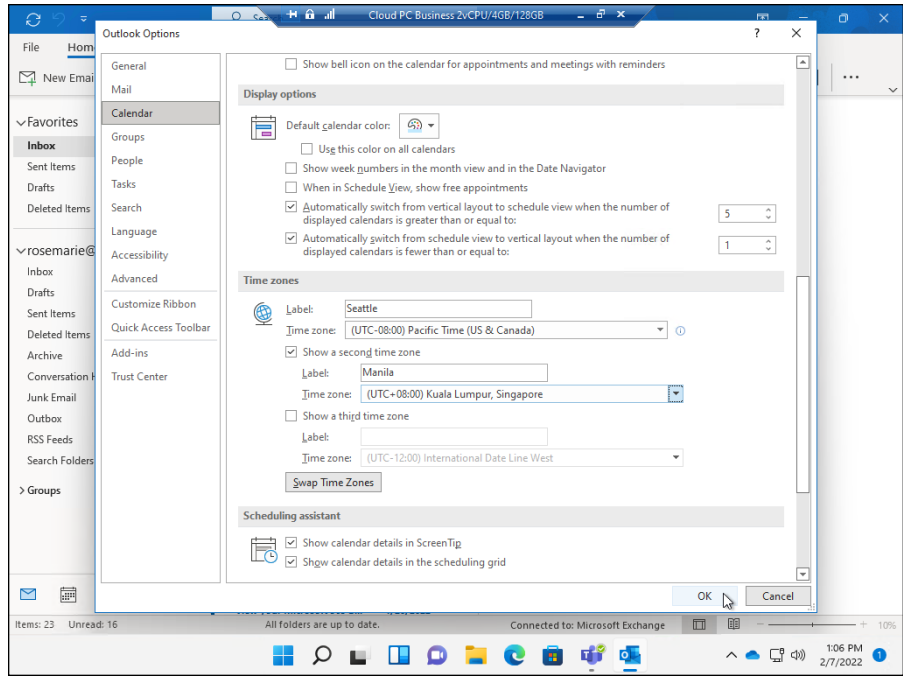 Sea
Cloud PC Business 2vCPU/4GB/128GB
Outlook Options
?
File
Hom
New Emai
Favorites
Inbox
Sent Items
Drafts
Deleted Items
rosemarie@
Inbox
Drafts
Sent Items
Deleted Items
Archive
Conversation H
Junk Email
Outbox
RSS Feeds
Search Folders
Groups
General
Mail
Calendar
Groups
People
Tasks
Search
Language
Accessibility
Advanced
Customize Ribbon
Quick Access Toolbar
Add-ins
Trust Center
Show bell icon on the calendar for appointments and meetings with reminders
Display options
Default calendar color:
Use this color on all calendars
Show week numbers in the month view and in the Date Navigator
When in Schedule View, show free appointments
Automatically switch from vertical layout to schedule view when the number of
displayed calendars is greater than or equal to:
5
Automatically switch from schedule view to vertical layout when the number of
displayed calendars is fewer than or equal to:
1
Time zones
Label: Seattle
Time zone: (UTC-08:00) Pacific Time (US & Canada)
Show a second time zone
Label: Manila
Time zone: (UTC+08:00) Kuala Lumpur, Singapore
Show a third time zone
Label:
Time zone: (UTC-12:00) International Date Line West
Swap Time Zones
Scheduling assistant
Show calendar details in ScreenTip
Show calendar details in the scheduling grid
OK Cancel
Items: 23 Unread: 16 All folders are up to date. Connected to: Microsoft Exchange 10%
1:06 PM
2/7/2022
1